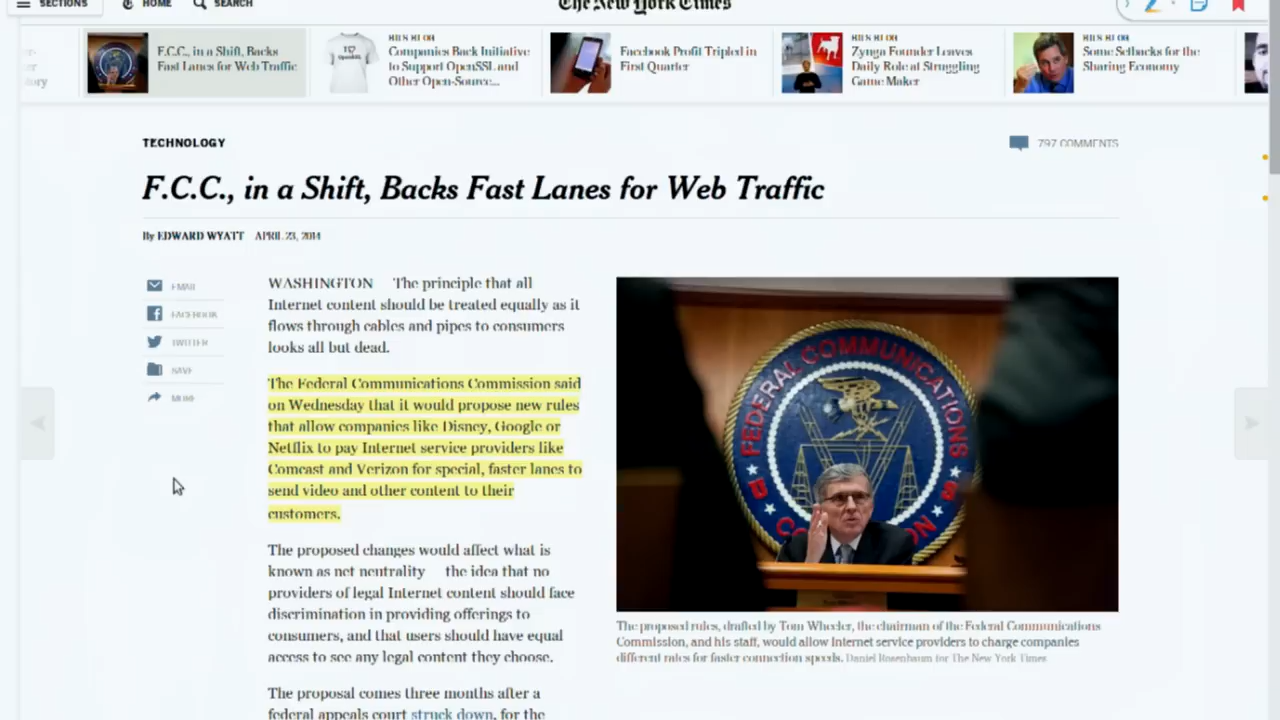 SECTIONS
HOME
SEARCH
The New York Times
F.C.C., in a Shift, Backs
Fast Lanes for Web Traffic
Companies Back Initiative
to Support OpenSSL and
Other Open-Source...
Facebook Profit Tripled in
First Quarter
Zynga Founder Leaves
Daily Role at Struggling
Game Maker
Some Setbacks for the
Sharing Economy
TECHNOLOGY
797 COMMENTS
F.C.C., in a Shift, Backs Fast Lanes for Web Traffic
By EDWARD WYATT APRIL 23, 2014
EMAIL
FACEBOOK
TWITTER
SAVE
MORE
WASHINGTON The principle that all
Internet content should be treated equally as it
flows through cables and pipes to consumers
looks all but dead.
The Federal Communications Commission said
on Wednesday that it would propose new rules
that allow companies like Disney, Google or
Netflix to pay Internet service providers like
Comcast and Verizon for special, faster lanes to
send video and other content to their
customers.
The proposed changes would affect what is
known as net neutrality the idea that no
providers of legal Internet content should face
discrimination in providing offerings to
consumers, and that users should have equal
access to see any legal content they choose.
The proposal comes three months after a
federal appeals court struck down, for the
FEDERAL COMMUNICATIONS
The proposed rules, drafted by Tom Wheeler, the chairman of the Federal Communications
Commission, and his staff, would allow Internet service providers to charge companies
different rates for faster connection speeds. Daniel Rosenbaum for The New York Times